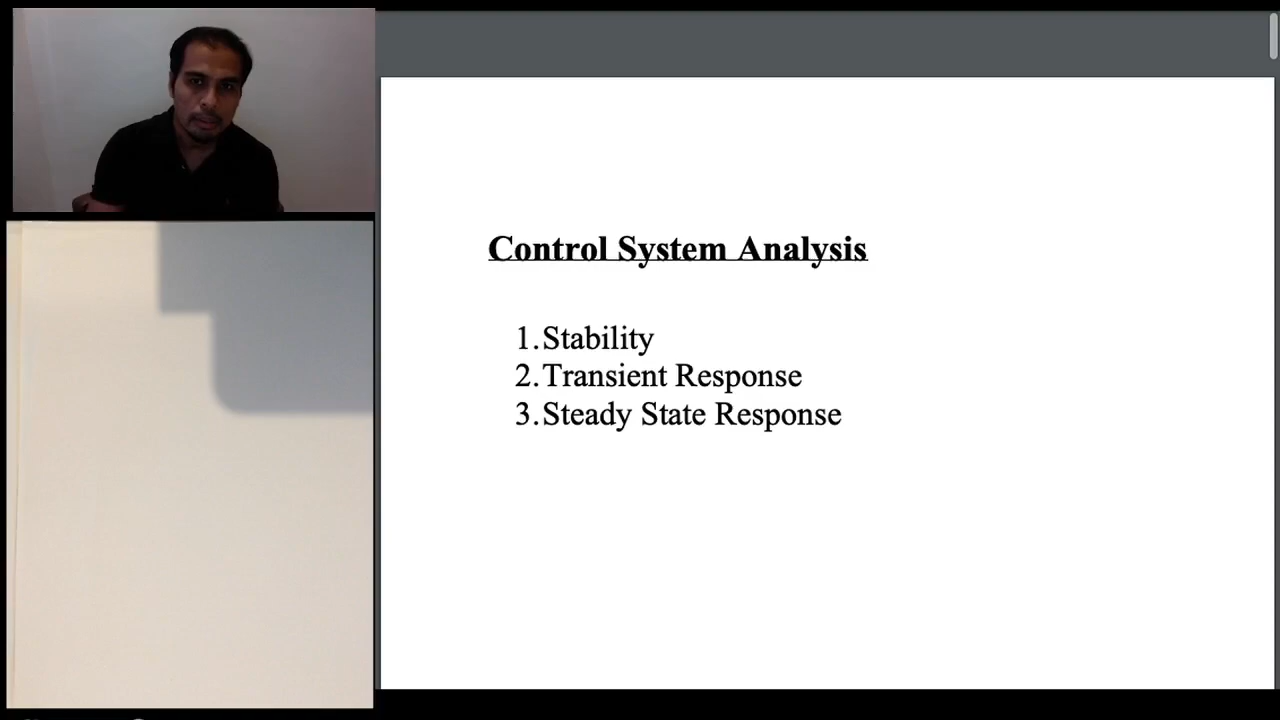 Control System Analysis
1.Stability
2.Transient Response
3.Steady State Response